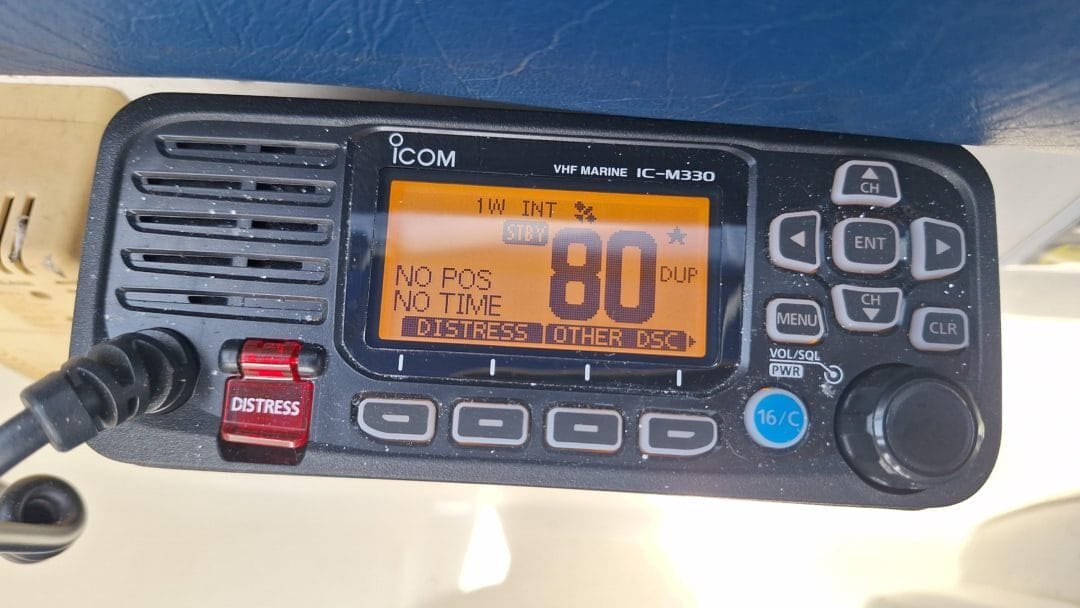 ICOM
VHF MARINE IC-M330
1W INT
STBY
80
DUP
NO POS
NO TIME
DISTRESS OTHER DSC
CH
ENT
CH
MENU
CLR
VOL/SQL
PWR
DISTRESS
16/C